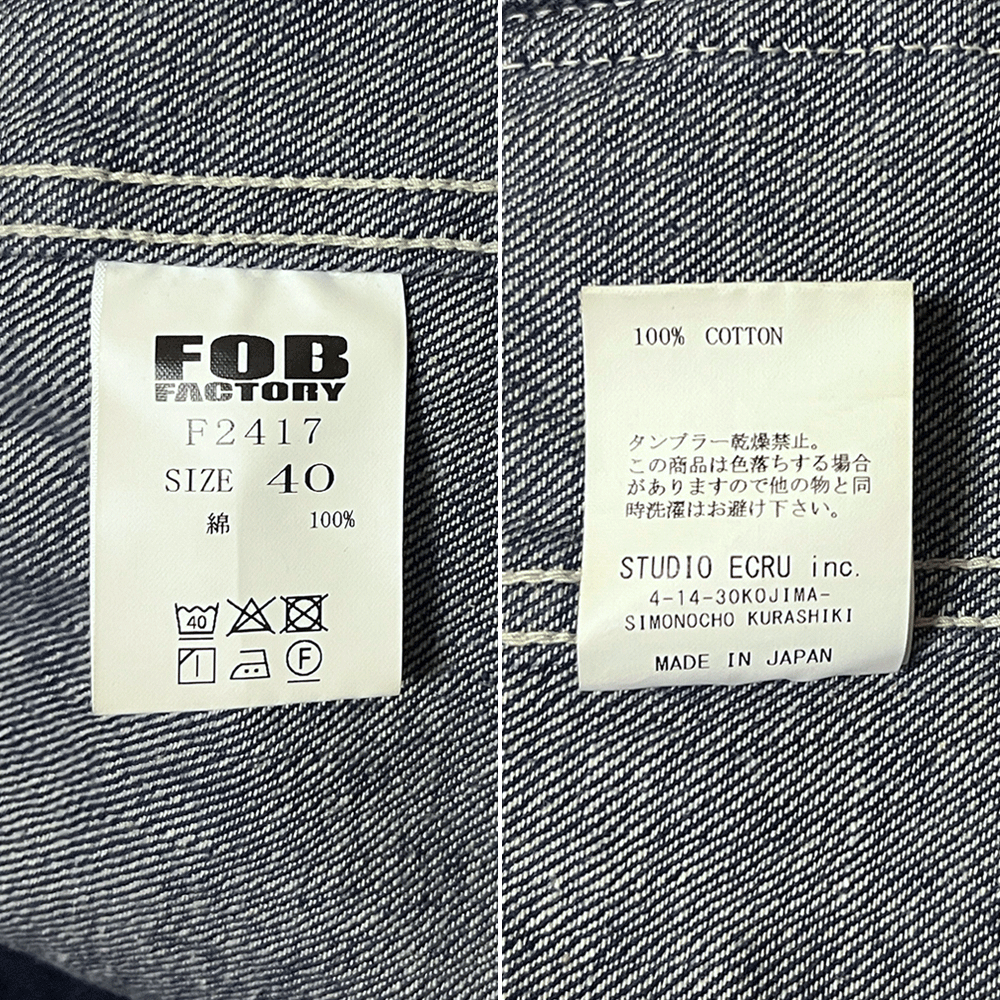 FOB
FACTORY
F2417
SIZE 40
綿 100%
40
F
100% COTTON
タンブラー乾燥禁止。
この商品は色落ちする場合
がありますので他の物と同
時洗濯はお避け下さい。
STUDIO ECRU inc.
4-14-30KOJIMA-
SIMONOCHO KURASHIKI
MADE IN JAPAN